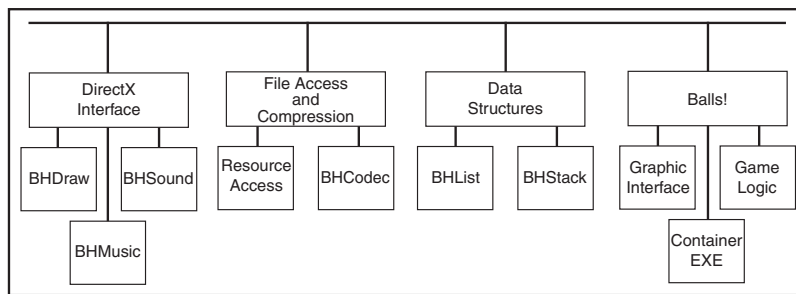 DirectX
Interface
File Access
and
Compression
Data
Structures
Balls!
BHDraw
BHSound
Resource
Access
BHCodec
BHList
BHStack
Graphic
Interface
Game
Logic
BHMusic
Container
EXE